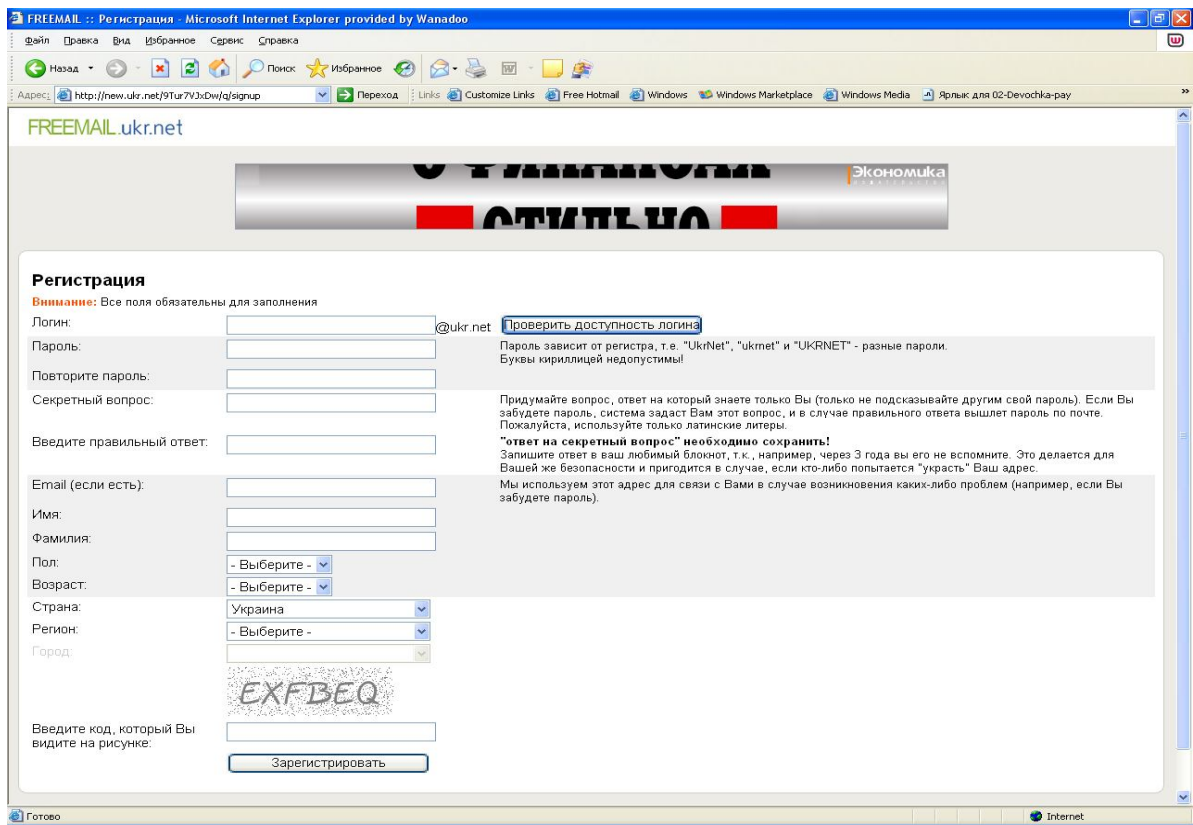 FREEMAIL :: Регистрация - Microsoft Internet Explorer provided by Wanadoo
Файл Правка Вид Избранное Сервис Справка
Назад Поиск Избранное
Адрес: http://new.ukr.net/9Tur7VJxDw/q/signup Переход Links Customize Links Free Hotmail Windows Windows Marketplace Windows Media Ярлык для 02-Devochka-pay
FREEMAIL.ukr.net
О ФИНАНСАХ Экономика
СТИЛЬНО
Регистрация
Внимание: Все поля обязательны для заполнения
Логин: @ukr.net Проверить доступность логина
Пароль: Пароль зависит от регистра, т.е. "UkrNet", "ukrnet" и "UKRNET" - разные пароли.
Буквы кириллицей недопустимы!
Повторите пароль:
Секретный вопрос: Придумайте вопрос, ответ на который знаете только Вы (только не подсказывайте другим свой пароль). Если Вы
забудете пароль, система задаст Вам этот вопрос, и в случае правильного ответа вышлет пароль по почте.
Пожалуйста, используйте только латинские литеры.
Введите правильный ответ: "ответ на секретный вопрос" необходимо сохранить!
Запишите ответ в ваш любимый блокнот, т.к., например, через 3 года вы его не вспомните. Это делается для
Вашей же безопасности и пригодится в случае, если кто-либо попытается "украсть" Ваш адрес.
Email (если есть): Мы используем этот адрес для связи с Вами в случае возникновения каких-либо проблем (например, если Вы
забудете пароль).
Имя:
Фамилия:
Пол: - Выберите -
Возраст: - Выберите -
Страна: Украина
Регион: - Выберите -
Город:
EXFBEQ
Введите код, который Вы
видите на рисунке:
Зарегистрировать
Готово Internet